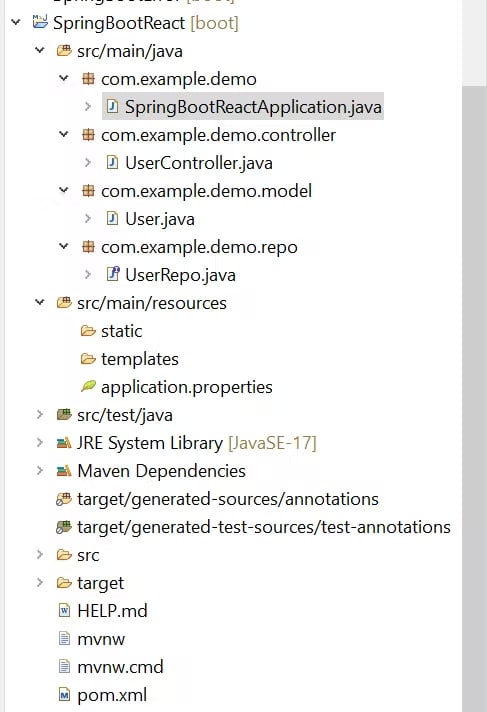 SpringBootReact [boot]
src/main/java
com.example.demo
SpringBootReactApplication.java
com.example.demo.controller
UserController.java
com.example.demo.model
User.java
com.example.demo.repo
UserRepo.java
src/main/resources
static
templates
application.properties
src/test/java
JRE System Library [JavaSE-17]
Maven Dependencies
target/generated-sources/annotations
target/generated-test-sources/test-annotations
src
target
HELP.md
mvnw
mvnw.cmd
pom.xml